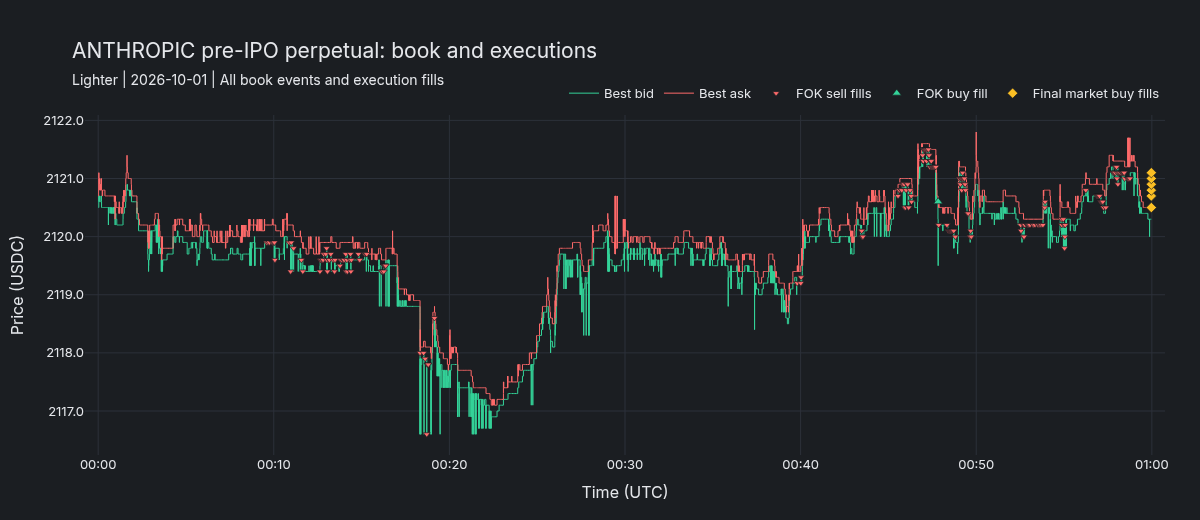 ANTHROPIC pre-IPO perpetual: book and executions
Lighter | 2026-10-01 | All book events and execution fills
Best bid Best ask FOK sell fills FOK buy fill Final market buy fills
2122.0
2121.0
2120.0
2119.0
2118.0
2117.0
Price (USDC)
00:00 00:10 00:20 00:30 00:40 00:50 01:00
Time (UTC)